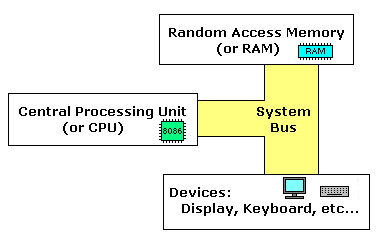 Random Access Memory
(or RAM)
RAM
Central Processing Unit
(or CPU)
8086
System
Bus
Devices:
Display, Keyboard, etc...